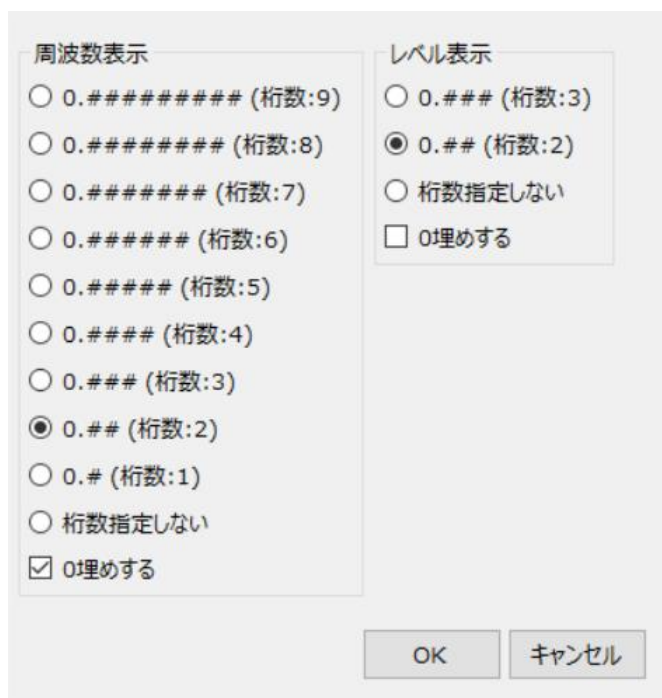 周波数表示
0.######### (桁数:9)
0.######## (桁数:8)
0.####### (桁数:7)
0.###### (桁数:6)
0.##### (桁数:5)
0.#### (桁数:4)
0.### (桁数:3)
0.## (桁数:2)
0.# (桁数:1)
桁数指定しない
0埋めする
レベル表示
0.### (桁数:3)
0.## (桁数:2)
桁数指定しない
0埋めする
OK
キャンセル